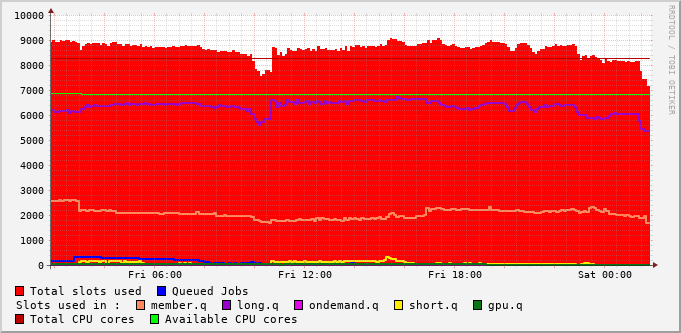 10000
9000
8000
7000
6000
5000
4000
3000
2000
1000
0
Fri 06:00 Fri 12:00 Fri 18:00 Sat 00:00
Total slots used Queued Jobs
Slots used in : member.q long.q ondemand.q short.q gpu.q
Total CPU cores Available CPU cores
RRDTOOL / TOBI OETIKER